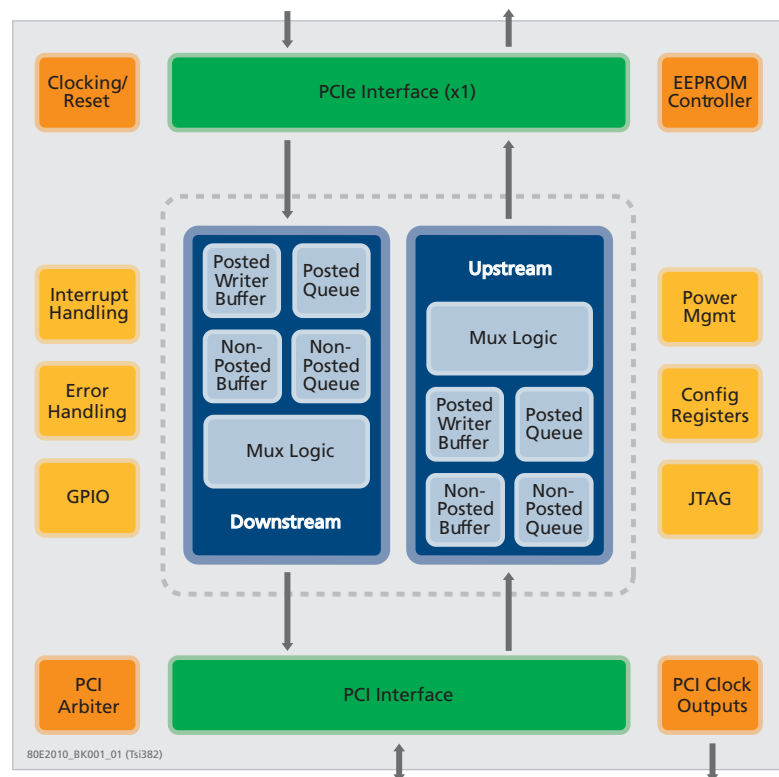 Clocking/
Reset
PCIe Interface (x1)
EEPROM
Controller
Interrupt
Handling
Error
Handling
GPIO
Posted
Writer
Buffer
Posted
Queue
Non-
Posted
Buffer
Non-
Posted
Queue
Mux Logic
Downstream
Upstream
Mux Logic
Posted
Writer
Buffer
Posted
Queue
Non-
Posted
Buffer
Non-
Posted
Queue
Power
Mgmt
Config
Registers
JTAG
PCI
Arbiter
PCI Interface
PCI Clock
Outputs
80E2010_BK001_01 (Tsi382)